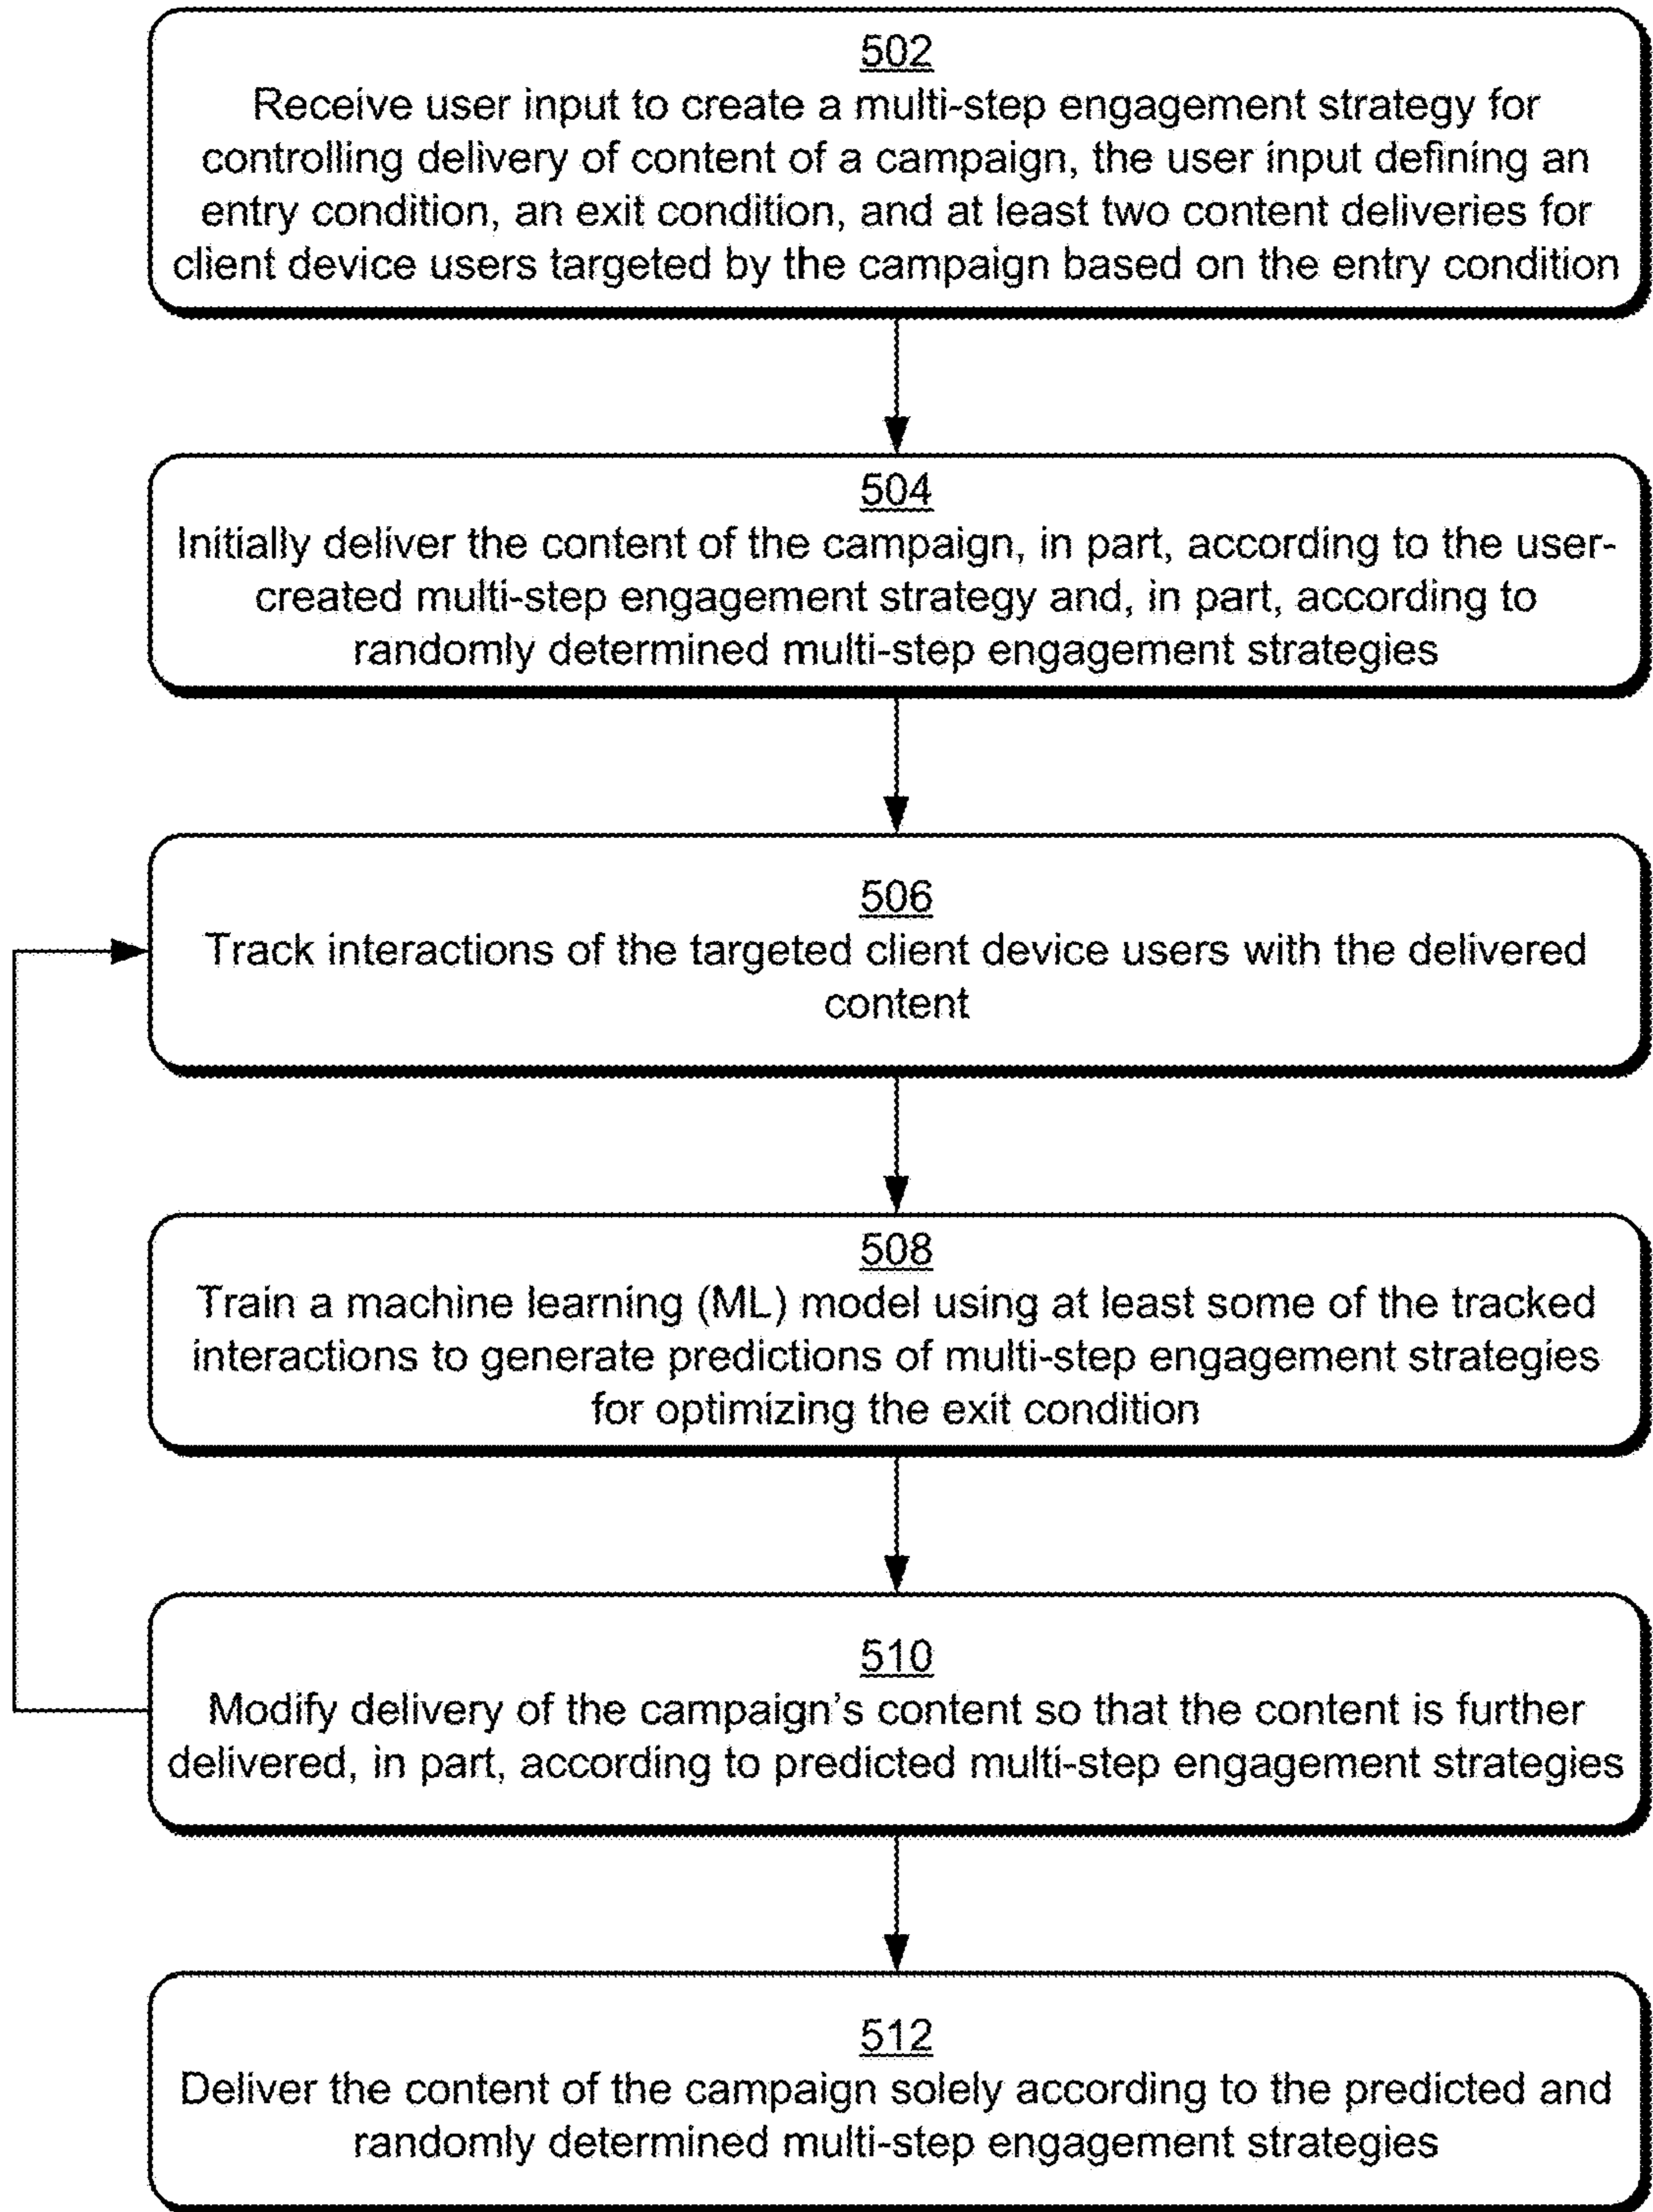 502
Receive user input to create a multi-step engagement strategy for
controlling delivery of content of a campaign, the user input defining an
entry condition, an exit condition, and at least two content deliveries for
client device users targeted by the campaign based on the entry condition
504
Initially deliver the content of the campaign, in part, according to the user-
created multi-step engagement strategy and, in part, according to
randomly determined multi-step engagement strategies
506
Track interactions of the targeted client device users with the delivered
content
508
Train a machine learning (ML) model using at least some of the tracked
interactions to generate predictions of multi-step engagement strategies
for optimizing the exit condition
510
Modify delivery of the campaign's content so that the content is further
delivered, in part, according to predicted multi-step engagement strategies
512
Deliver the content of the campaign solely according to the predicted and
randomly determined multi-step engagement strategies